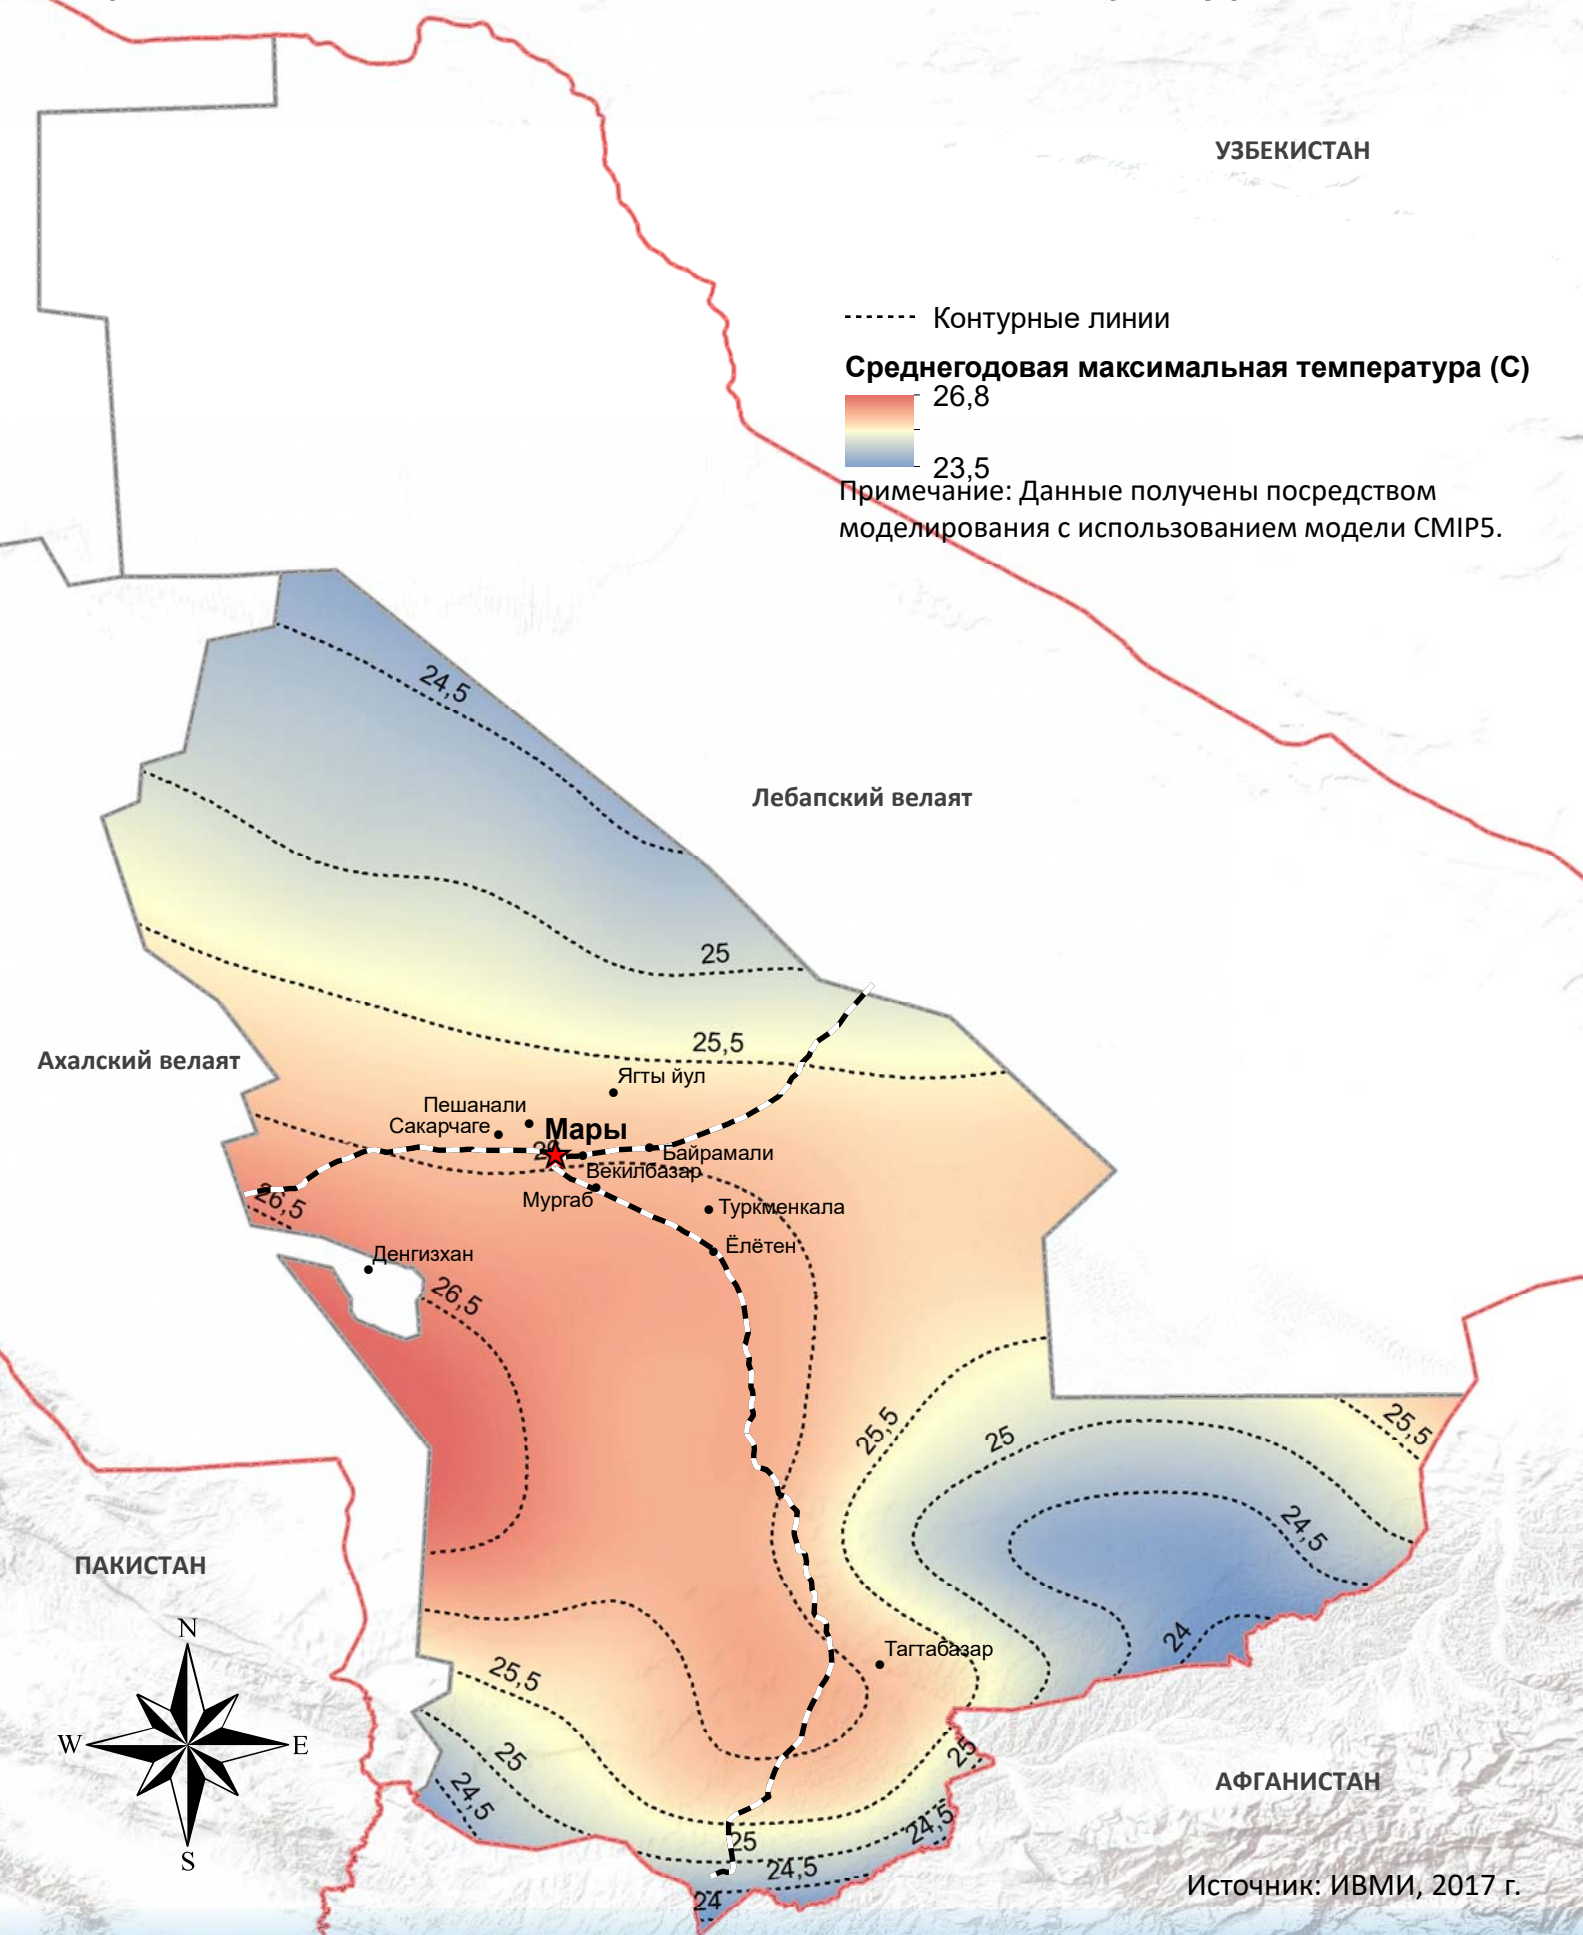 УЗБЕКИСТАН
Контурные линии
Среднегодовая максимальная температура (C)
26,8
23,5
Примечание: Данные получены посредством
моделирования с использованием модели CMIP5.
24,5
Лебапский велаят
25
25,5
Ахалский велаят
Ягты йул
Пешанали
Сакарчаге
Мары
Байрамали
Векилбазар
26,5
Мургаб
Туркменкала
Ёлётен
Денгизхан
26,5
25,5
25
25,5
24,5
ПАКИСТАН
N
W
E
S
24
Тагтабазар
25,5
25
24,5
25
24,5
25
24,5
24
АФГАНИСТАН
Источник: ИВМИ, 2017 г.